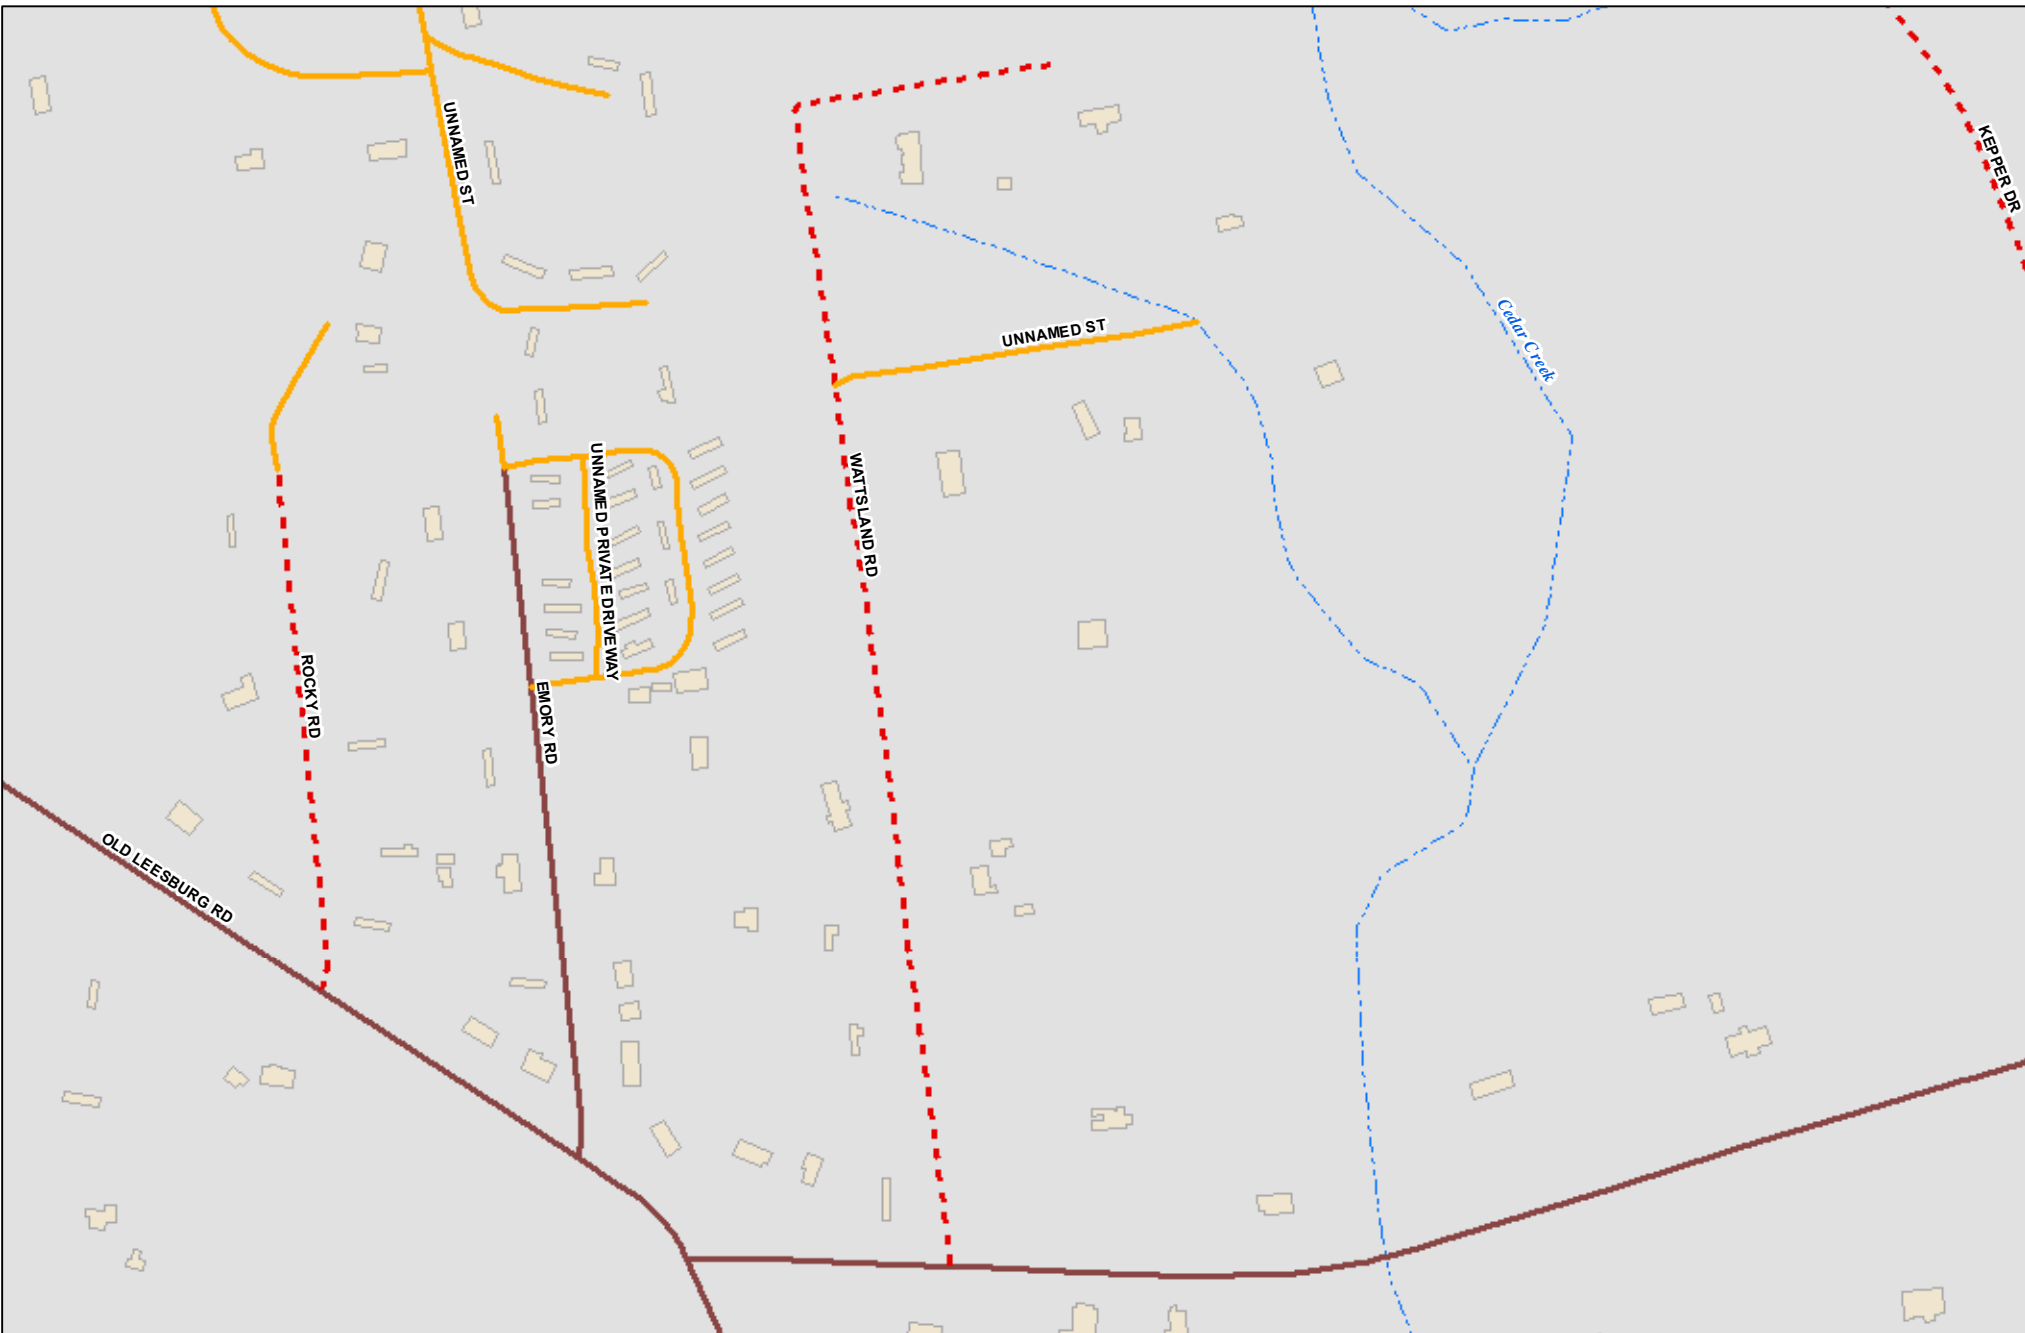 UNNAMED ST
KEPPER DR
UNNAMED ST
Cedar Creek
UNNAMED PRIVATE DRIVEWAY
WATTSLAND RD
ROCKY RD
EMORY RD
OLD LEESBURG RD